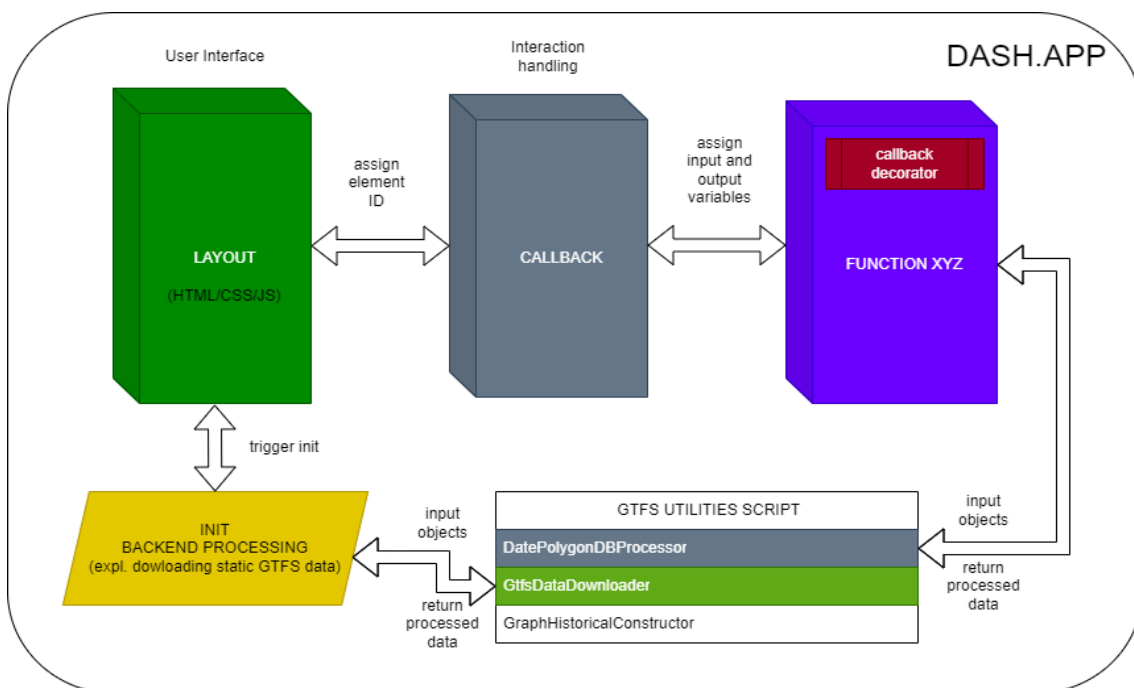 DASH.APP
User Interface
Interaction
handling
callback
decorator
assign
element
ID
assign
input and
output
variables
LAYOUT
(HTML/CSS/JS)
CALLBACK
FUNCTION XYZ
trigger init
INIT
BACKEND PROCESSING
(expl. dowloading static GTFS data)
input
objects
return
processed
data
GTFS UTILITIES SCRIPT
DatePolygonDBProcessor
GtfsDataDownloader
GraphHistoricalConstructor
input
objects
return
processed
data